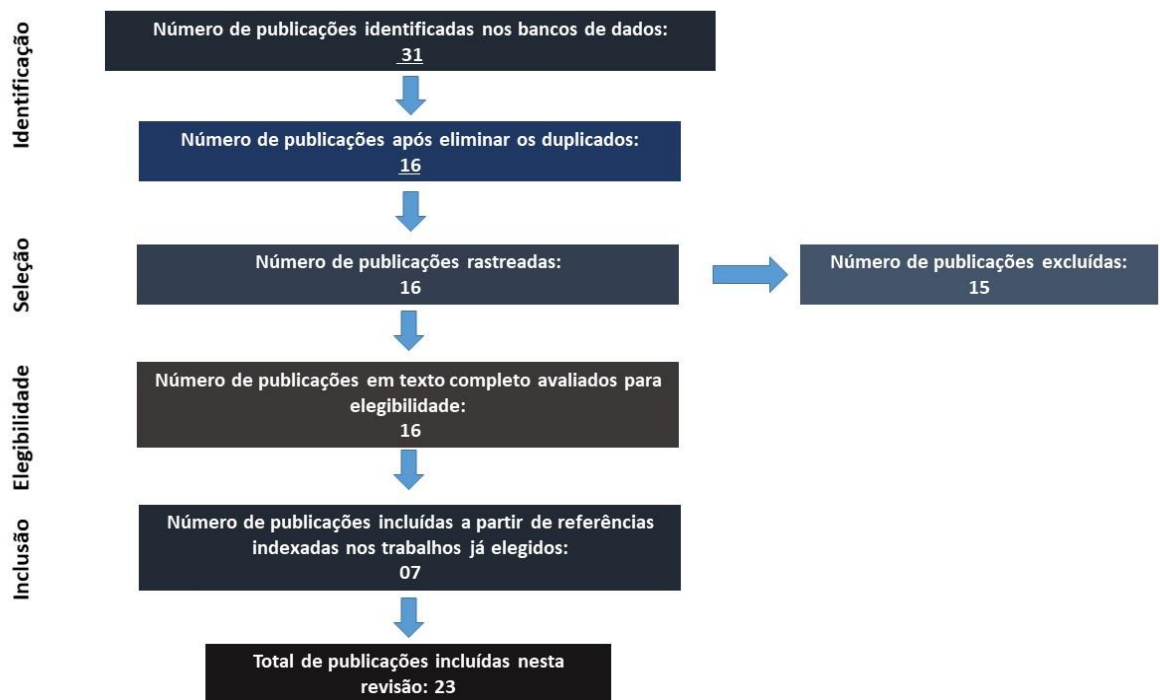 Identificação
Número de publicações identificadas nos bancos de dados:
31
Número de publicações após eliminar os duplicados:
16
Seleção
Número de publicações rastreadas:
16
Número de publicações excluídas:
15
Elegibilidade
Número de publicações em texto completo avaliados para
elegibilidade:
16
Inclusão
Número de publicações incluídas a partir de referências
indexadas nos trabalhos já elegidos:
07
Total de publicações incluídas nesta
revisão: 23